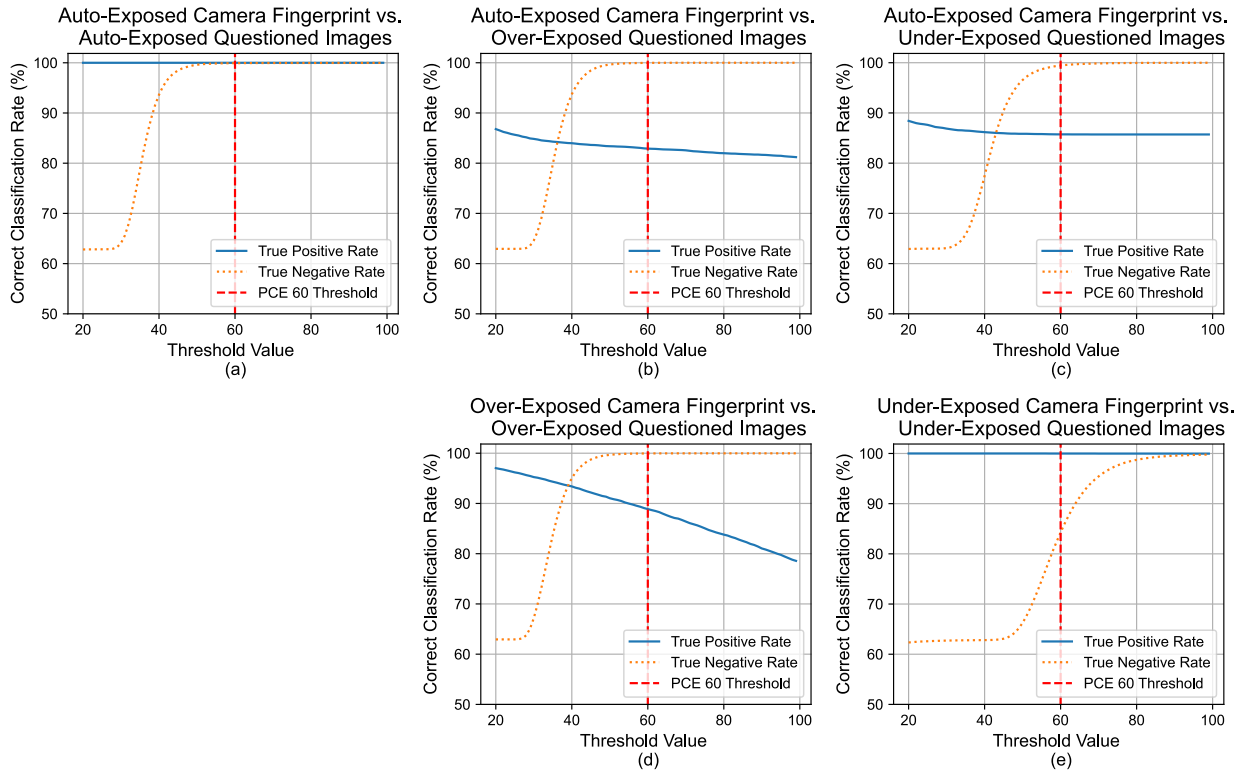 Auto-Exposed Camera Fingerprint vs.
Auto-Exposed Questioned Images
Correct Classification Rate (%)
100
90
80
70
60
50
20
40
60
80
100
True Positive Rate
True Negative Rate
PCE 60 Threshold
Threshold Value
(a)
Auto-Exposed Camera Fingerprint vs.
Over-Exposed Questioned Images
Correct Classification Rate (%)
100
90
80
70
60
50
20
40
60
80
100
True Positive Rate
True Negative Rate
PCE 60 Threshold
Threshold Value
(b)
Auto-Exposed Camera Fingerprint vs.
Under-Exposed Questioned Images
Correct Classification Rate (%)
100
90
80
70
60
50
20
40
60
80
100
True Positive Rate
True Negative Rate
PCE 60 Threshold
Threshold Value
(c)
Over-Exposed Camera Fingerprint vs.
Over-Exposed Questioned Images
Correct Classification Rate (%)
100
90
80
70
60
50
20
40
60
80
100
True Positive Rate
True Negative Rate
PCE 60 Threshold
Threshold Value
(d)
Under-Exposed Camera Fingerprint vs.
Under-Exposed Questioned Images
Correct Classification Rate (%)
100
90
80
70
60
50
20
40
60
80
100
True Positive Rate
True Negative Rate
PCE 60 Threshold
Threshold Value
(e)